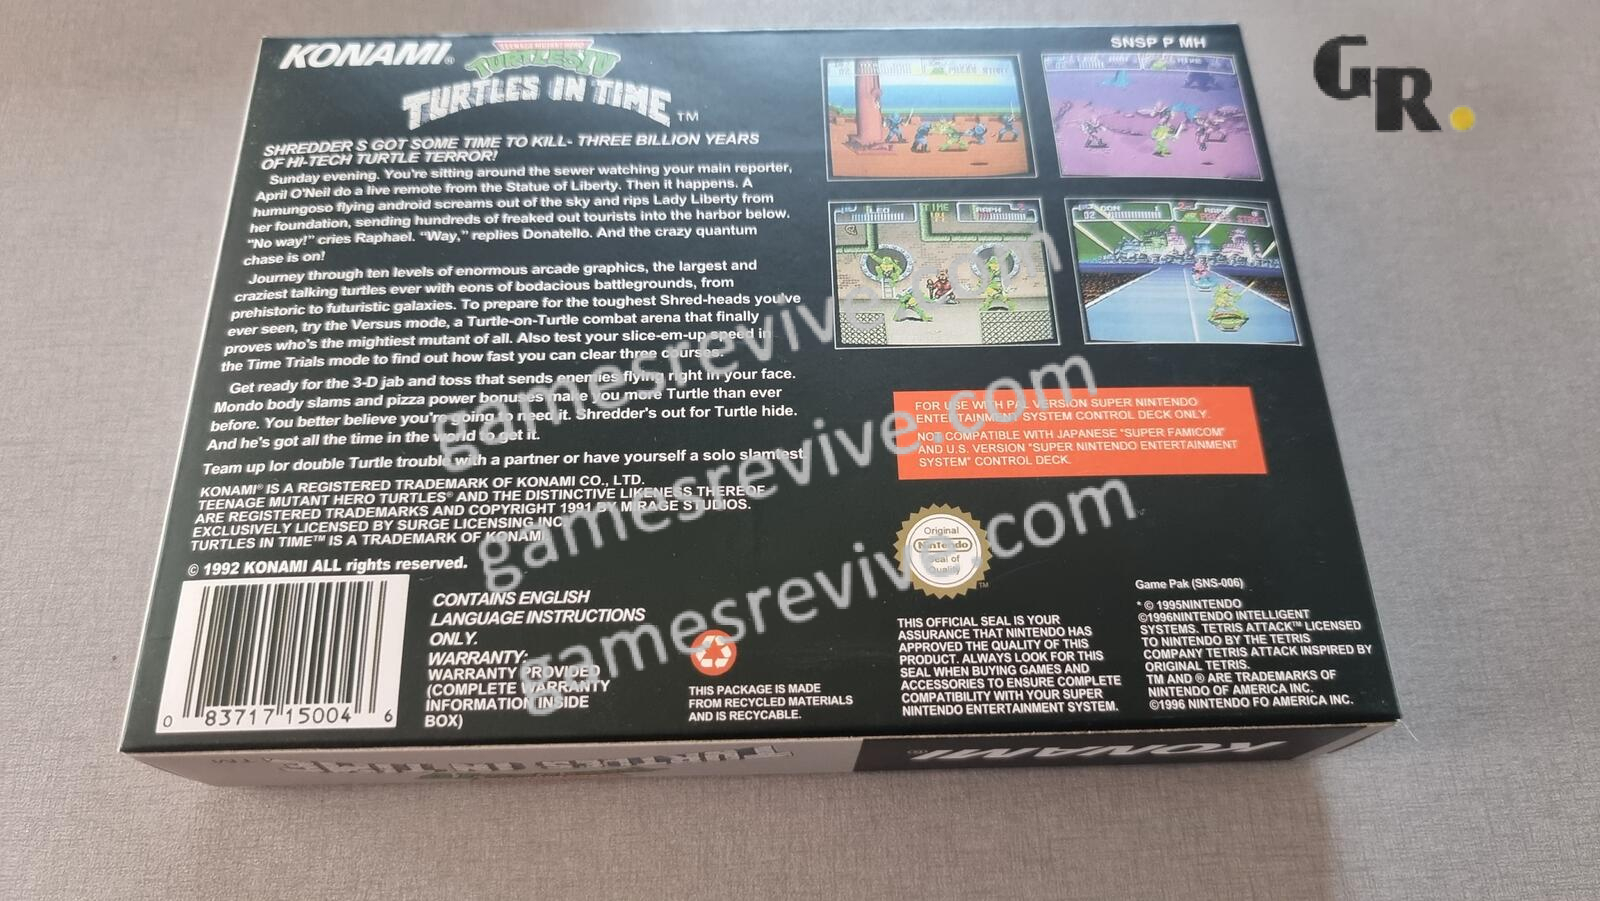 KONAMI®
TEENAGE MUTANT HERO
TURTLES IV
TURTLES IN TIME™
SHREDDER S GOT SOME TIME TO KILL- THREE BILLION YEARS
OF HI-TECH TURTLE TERROR!
Sunday evening. You're sitting around the sewer watching your main reporter,
April O'Neil do a live remote from the Statue of Liberty. Then it happens. A
humungoso flying android screams out of the sky and rips Lady Liberty from
her foundation, sending hundreds of freaked out tourists into the harbor below.
"No way!" cries Raphael. "Way," replies Donatello. And the crazy quantum
chase is on!
Journey through ten levels of enormous arcade graphics, the largest and
craziest talking turtles ever with eons of bodacious battlegrounds, from
prehistoric to futuristic galaxies. To prepare for the toughest Shred-heads you've
ever seen, try the Versus mode, a Turtle-on-Turtle combat arena that finally
proves who's the mightiest mutant of all. Also test your slice-em-up speed in
the Time Trials mode to find out how fast you can clear three courses.
Get ready for the 3-D jab and toss that sends enemies flying right in your face.
Mondo body slams and pizza power bonuses make you more Turtle than ever
before. You better believe you're going to need it. Shredder's out for Turtle hide.
And he's got all the time in the world to get it.
Team up lor double Turtle trouble with a partner or have yourself a solo slamtest
KONAMI® IS A REGISTERED TRADEMARK OF KONAMI CO., LTD.
TEENAGE MUTANT HERO TURTLES® AND THE DISTINCTIVE LIKENESS THEREOF
ARE REGISTERED TRADEMARKS AND COPYRIGHT 1991 BY MIRAGE STUDIOS.
EXCLUSIVELY LICENSED BY SURGE LICENSING INC
TURTLES IN TIME™ IS A TRADEMARK OF KONAMI
© 1992 KONAMI ALL rights reserved.
0 83717 15004 6
CONTAINS ENGLISH
LANGUAGE INSTRUCTIONS
ONLY.
WARRANTY:
WARRANTY PROVIDED
(COMPLETE WARRANTY
INFORMATION INSIDE
BOX)
THIS PACKAGE IS MADE
FROM RECYCLED MATERIALS
AND IS RECYCABLE.
SNSP P MH
LEO
TIME
RAPH
02 DON
PRESS START
FOR USE WITH PAL VERSION SUPER NINTENDO
ENTERTAINMENT SYSTEM CONTROL DECK ONLY.
NOT COMPATIBLE WITH JAPANESE "SUPER FAMICOM"
AND U.S. VERSION "SUPER NINTENDO ENTERTAINMENT
SYSTEM" CONTROL DECK.
Original
Nintendo
Seal of
Quality
TM
THIS OFFICIAL SEAL IS YOUR
ASSURANCE THAT NINTENDO HAS
APPROVED THE QUALITY OF THIS
PRODUCT. ALWAYS LOOK FOR THIS
SEAL WHEN BUYING GAMES AND
ACCESSORIES TO ENSURE COMPLETE
COMPATIBILITY WITH YOUR SUPER
NINTENDO ENTERTAINMENT SYSTEM.
Game Pak (SNS-006)
* © 1995NINTENDO
©1996NINTENDO INTELLIGENT
SYSTEMS. TETRIS ATTACK™ LICENSED
TO NINTENDO BY THE TETRIS
COMPANY TETRIS ATTACK INSPIRED BY
ORIGINAL TETRIS.
TM AND ® ARE TRADEMARKS OF
NINTENDO OF AMERICA INC.
©1996 NINTENDO FO AMERICA INC.
TURTLES IN TIME™
KONAMI®
GR.
gamesrevive.com
gamesrevive.com
gamesrevive.com